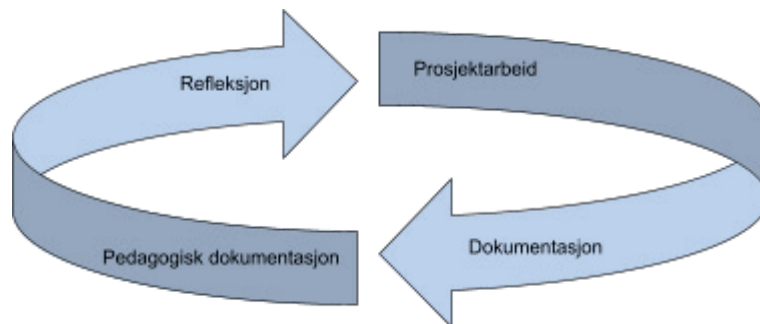 Refleksjon
Prosjektarbeid
Pedagogisk dokumentasjon
Dokumentasjon